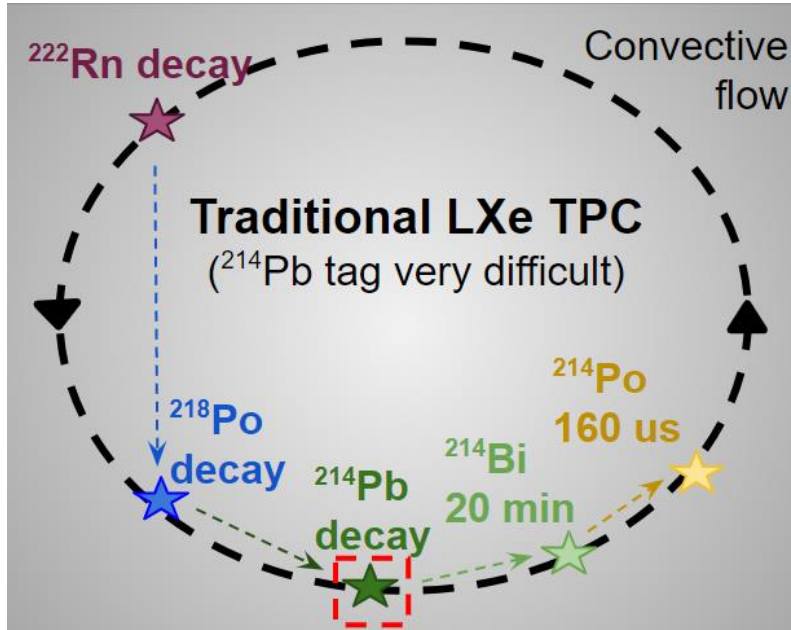 ²²²Rn decay
Convective
flow
Traditional LXe TPC
(²¹⁴Pb tag very difficult)
²¹⁸Po
decay
²¹⁴Pb
decay
²¹⁴Bi
20 min
²¹⁴Po
160 us